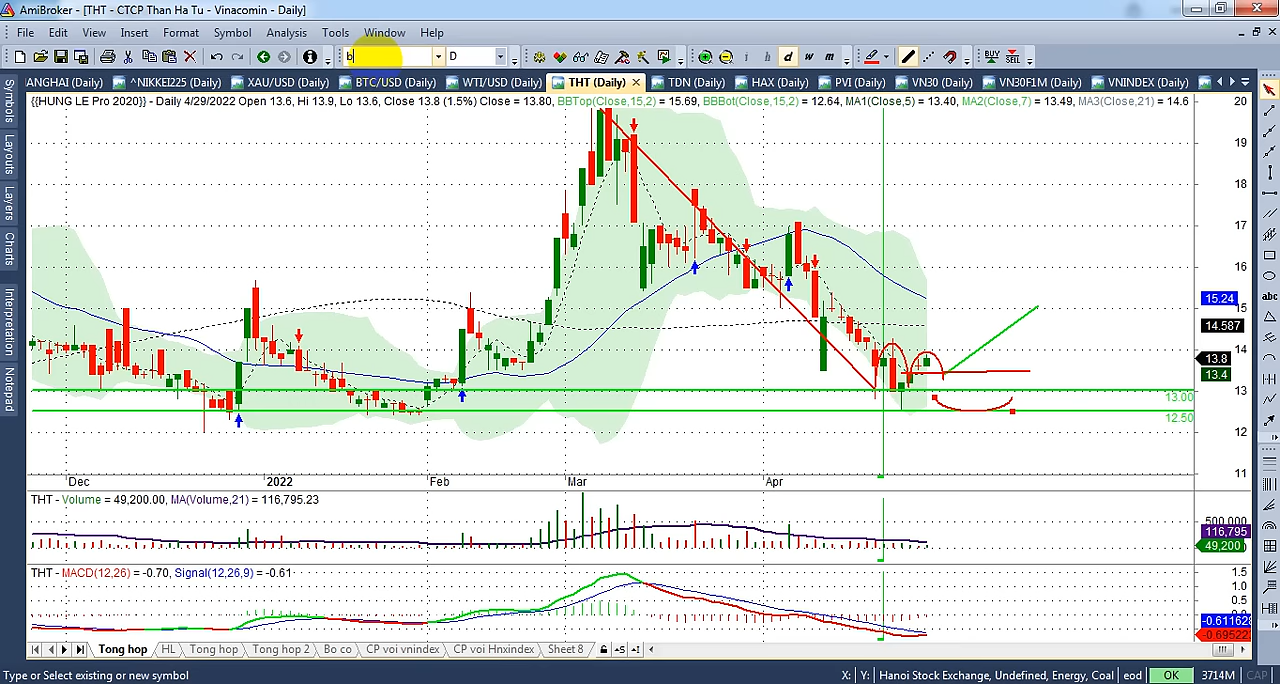 AmiBroker - [THT - CTCP Than Ha Tu - Vinacomin - Daily]
File Edit View Insert Format Symbol Analysis Tools Window Help
b D i h d w m BUY SELL
ANGHAI (Daily) ^NIKKEI225 (Daily) XAU/USD (Daily) BTC/USD (Daily) WTI/USD (Daily) THT (Daily) TDN (Daily) HAX (Daily) PVI (Daily) VN30 (Daily) VN30F1M (Daily) VNINDEX (Daily)
{{HUNG LE Pro 2020}} - Daily 4/29/2022 Open 13.6, Hi 13.9, Lo 13.6, Close 13.8 (1.5%) Close = 13.80, BBTop(Close,15,2) = 15.69, BBBot(Close,15,2) = 12.64, MA1(Close,5) = 13.40, MA2(Close,7) = 13.49, MA3(Close,21) = 14.6
Symbols
Layouts
Layers
Charts
Interpretation
Notepad
abc
20
19
18
17
16
15.24
15
14.587
14
13.8
13.4
13
13.00
12.50
12
11
Dec 2022 Feb Mar Apr
THT - Volume = 49,200.00, MA(Volume,21) = 116,795.23
500,000
116,795
49,200
THT - MACD(12,26) = -0.70, Signal(12,26,9) = -0.61
1.5
1.0
0.5
-0.611628
-0.69522
Tong hop HL Tong hop Tong hop 2 Bo co CP voi vnindex CP voi Hnxindex Sheet 8
Type or Select existing or new symbol X: Y: Hanoi Stock Exchange, Undefined, Energy, Coal eod OK 3714M CAP